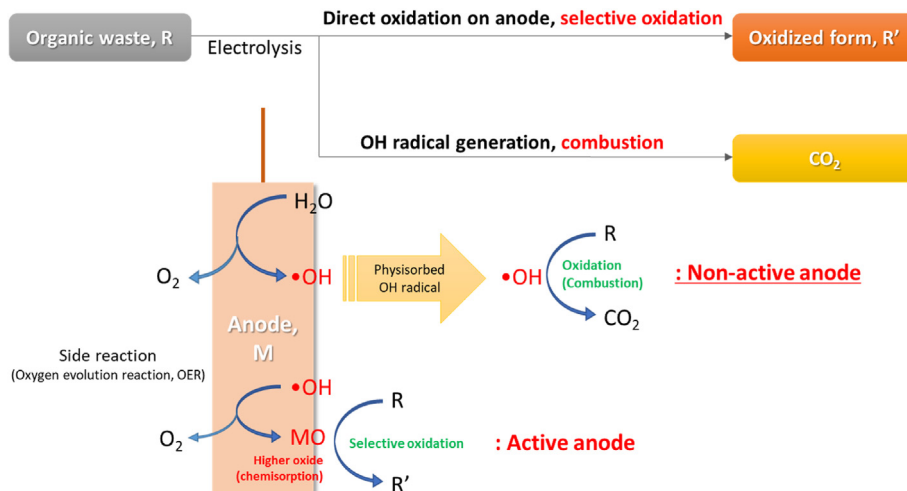 Direct oxidation on anode, selective oxidation
Organic waste, R
Electrolysis
Oxidized form, R’
OH radical generation, combustion
CO₂
H₂O
O₂
•OH
Physisorbed
OH radical
•OH
R
Oxidation
(Combustion)
CO₂
: Non-active anode
Anode,
M
Side reaction
(Oxygen evolution reaction, OER)
•OH
O₂
MO
Higher oxide
(chemisorption)
R
Selective oxidation
R’
: Active anode